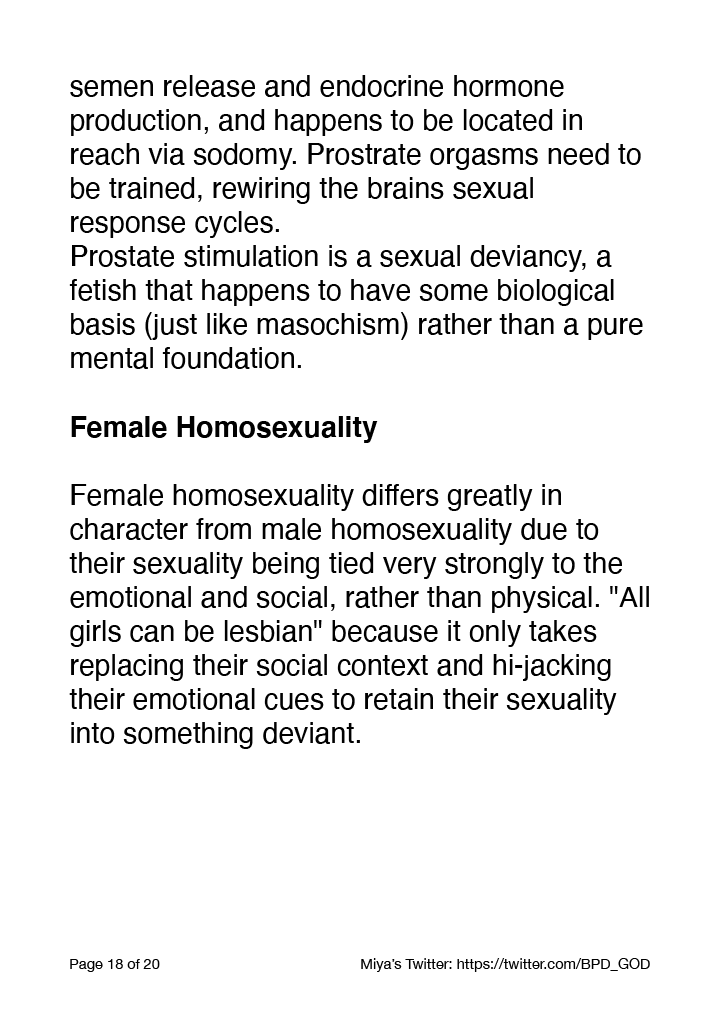 semen release and endocrine hormone
production, and happens to be located in
reach via sodomy. Prostrate orgasms need to
be trained, rewiring the brains sexual
response cycles.
Prostate stimulation is a sexual deviancy, a
fetish that happens to have some biological
basis (just like masochism) rather than a pure
mental foundation.
Female Homosexuality
Female homosexuality differs greatly in
character from male homosexuality due to
their sexuality being tied very strongly to the
emotional and social, rather than physical. "All
girls can be lesbian" because it only takes
replacing their social context and hi-jacking
their emotional cues to retain their sexuality
into something deviant.
Page 18 of 20 Miya's Twitter: https://twitter.com/BPD_GOD